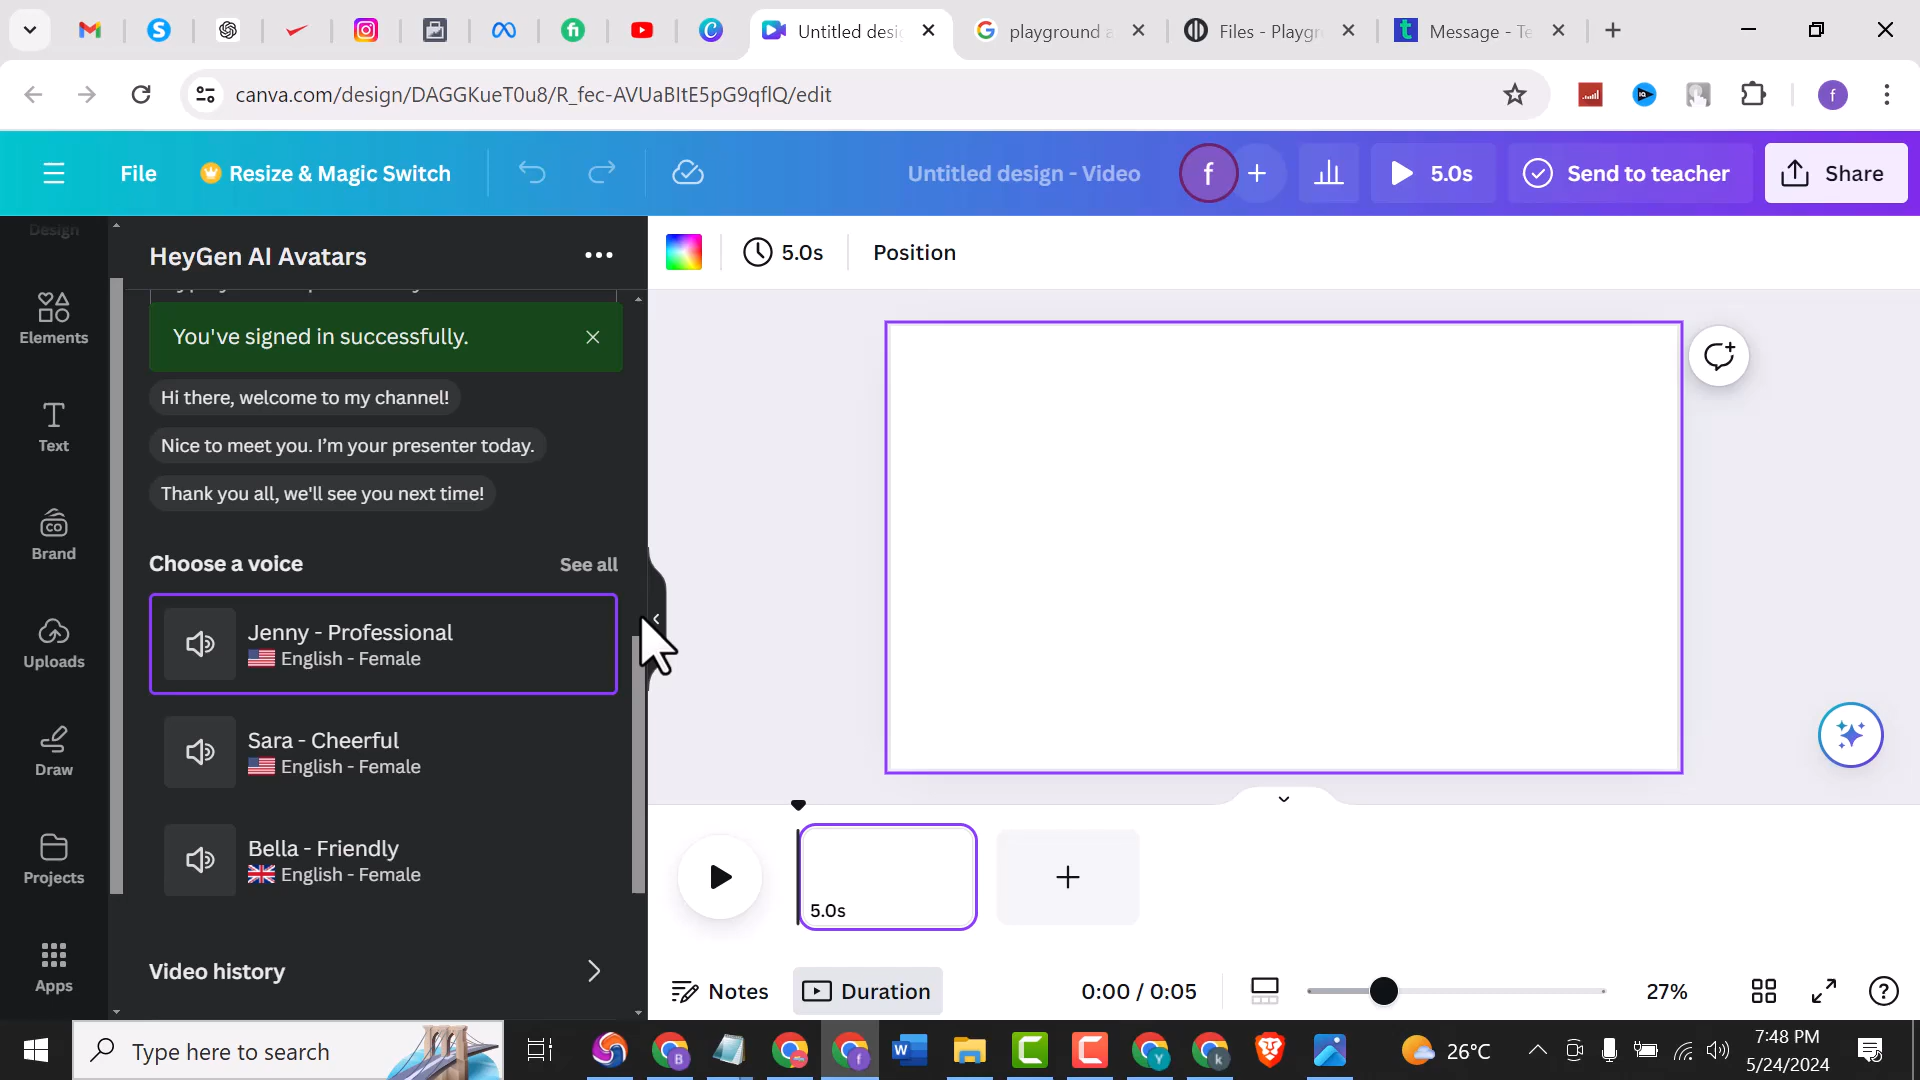 Untitled desi
playground a
Files - Playgr
Message - Te
canva.com/design/DAGGKueT0u8/R_fec-AVUaBItE5pG9qflQ/edit
f
File
Resize & Magic Switch
Untitled design - Video
f
5.0s
Send to teacher
Share
Design
Elements
Text
Brand
Uploads
Draw
Projects
Apps
HeyGen AI Avatars
You've signed in successfully.
Hi there, welcome to my channel!
Nice to meet you. I’m your presenter today.
Thank you all, we'll see you next time!
Choose a voice
See all
Jenny - Professional
English - Female
Sara - Cheerful
English - Female
Bella - Friendly
English - Female
Video history
5.0s
Position
5.0s
Notes
Duration
0:00 / 0:05
27%
Type here to search
26°C
7:48 PM
5/24/2024